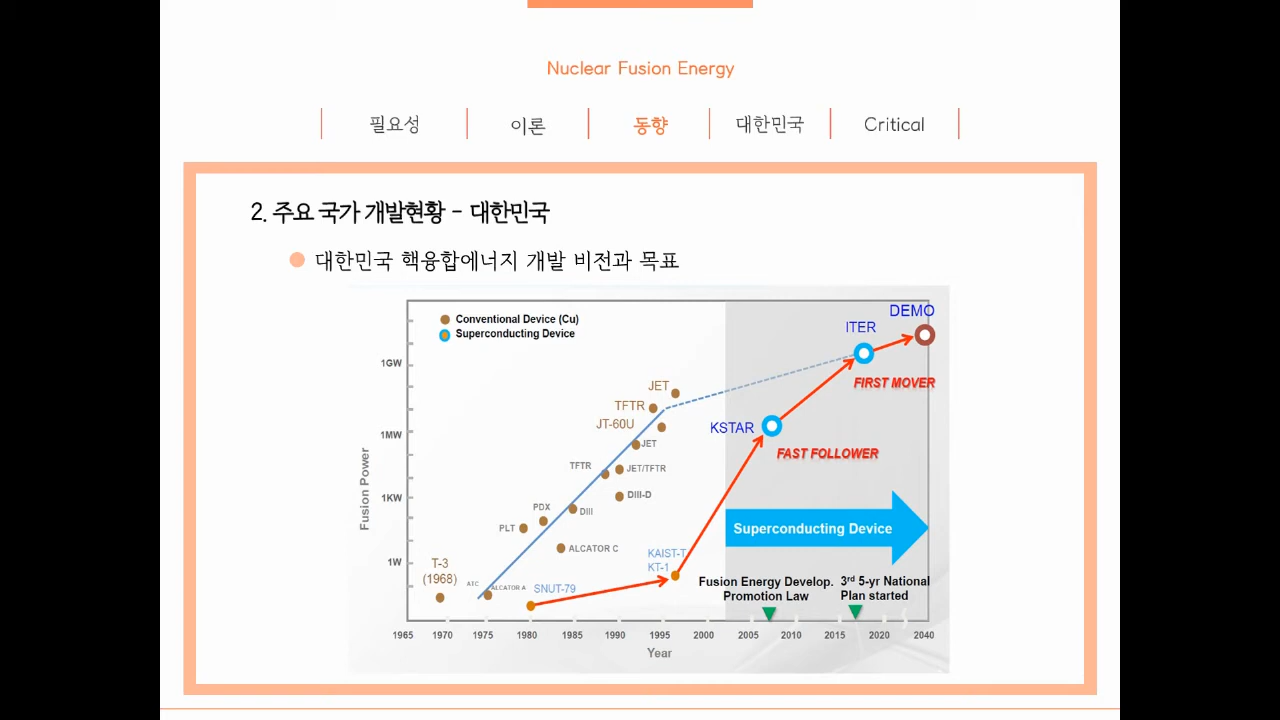 Nuclear Fusion Energy
필요성
이론
동향
대한민국
Critical
2. 주요 국가 개발현황 - 대한민국
대한민국 핵융합에너지 개발 비전과 목표
Conventional Device (Cu)
Superconducting Device
DEMO
ITER
FIRST MOVER
1GW
JET
TFTR
JT-60U
KSTAR
1MW
JET
FAST FOLLOWER
TFTR
JET/TFTR
Fusion Power
1KW
DIII-D
PDX
DIII
PLT
Superconducting Device
ALCATOR C
KAIST-T
KT-1
1W
T-3
(1968)
ATC
ALCATOR A
SNUT-79
Fusion Energy Develop.
Promotion Law
3rd 5-yr National
Plan started
1965 1970 1975 1980 1985 1990 1995 2000 2005 2010 2015 2020 2040
Year